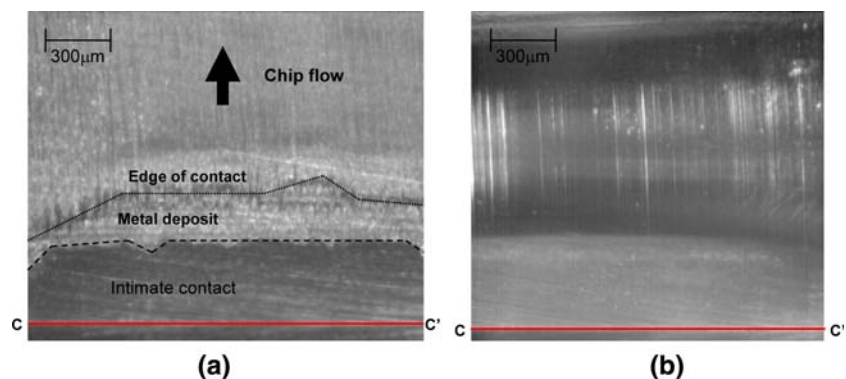 300μm
Chip flow
Edge of contact
Metal deposit
Intimate contact
C C'
(a)
300μm
C C'
(b)